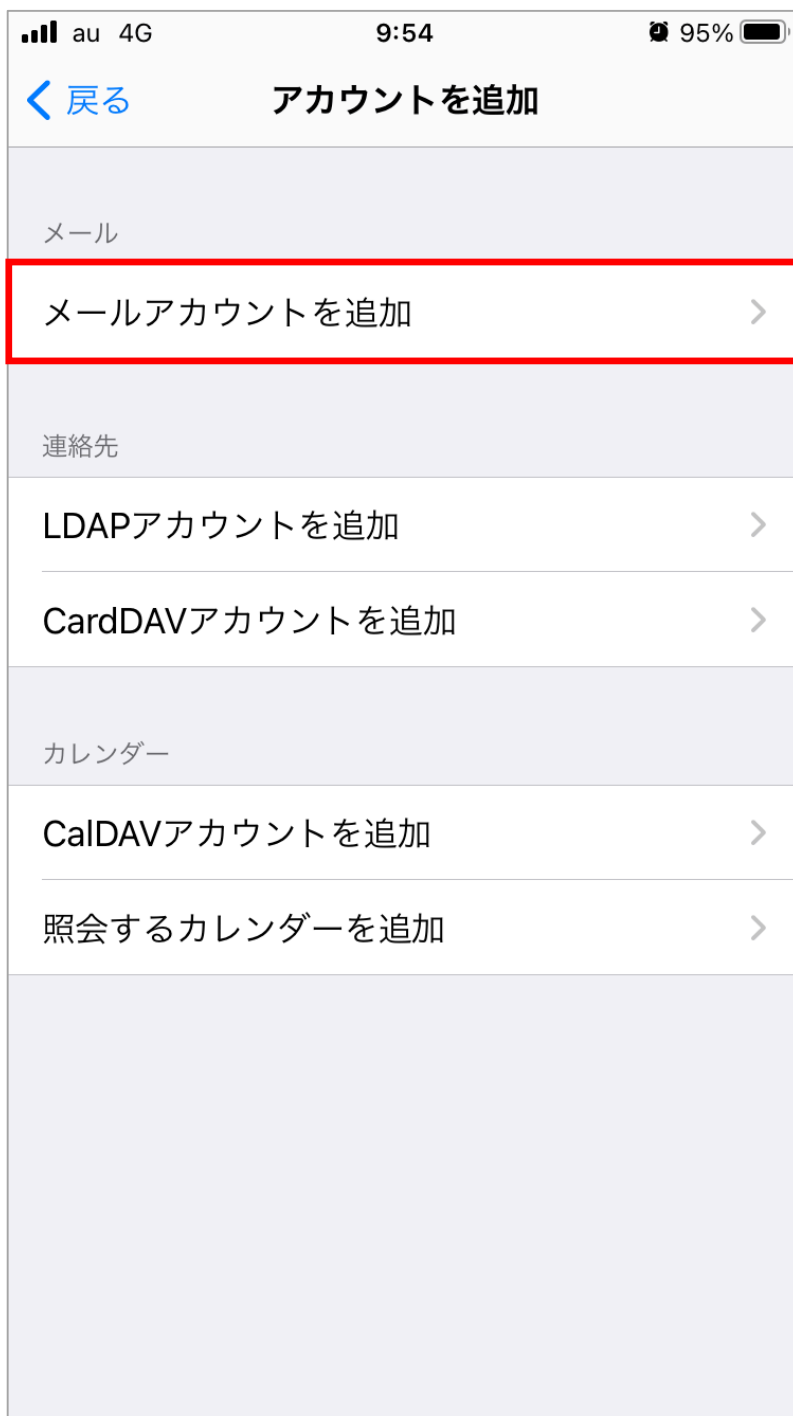 au 4G 9:54 95%
戻る アカウントを追加
メール
メールアカウントを追加
連絡先
LDAPアカウントを追加
CardDAVアカウントを追加
カレンダー
CalDAVアカウントを追加
照会するカレンダーを追加